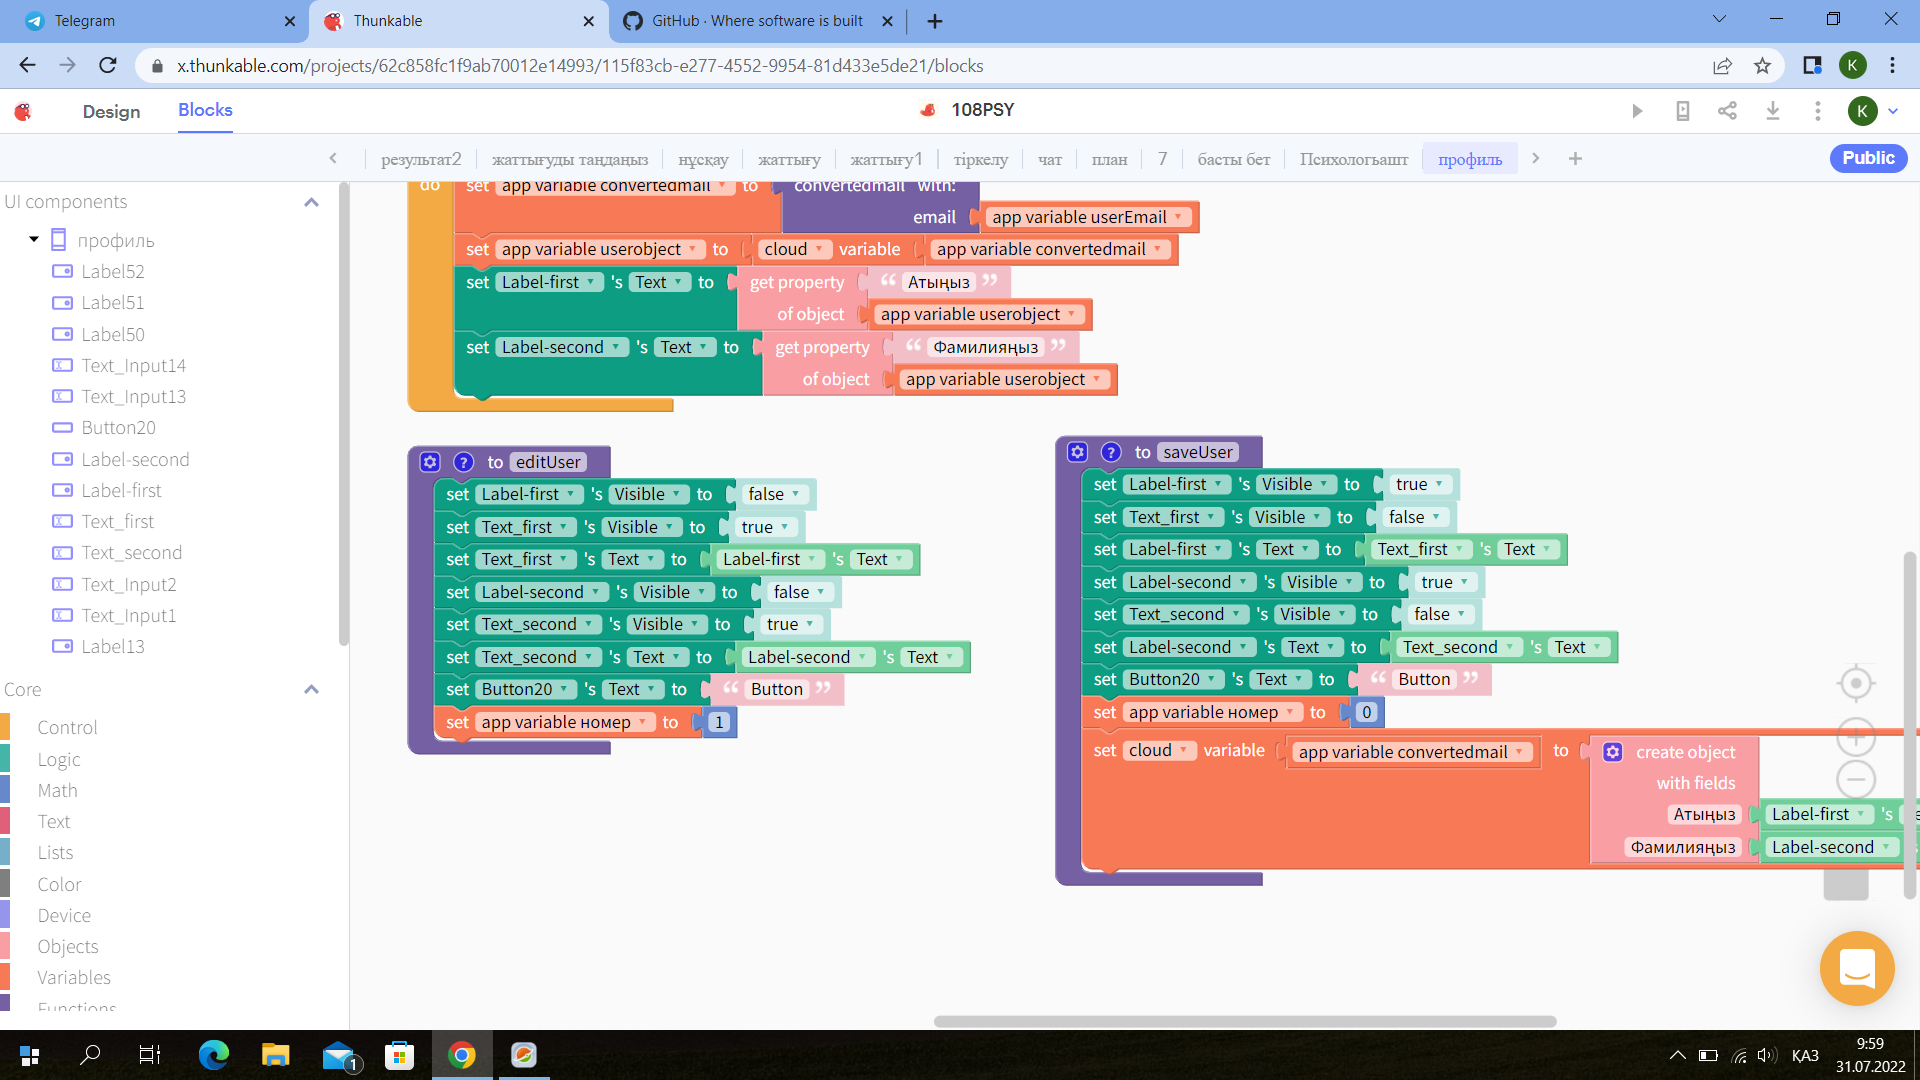 Telegram
Thunkable
GitHub · Where software is built
x.thunkable.com/projects/62c858fc1f9ab70012e14993/115f83cb-e277-4552-9954-81d433e5de21/blocks
K
Design
Blocks
108PSY
K
результат2
жаттығуды таңдаңыз
нұсқау
жаттығу
жаттығу1
тіркелу
чат
план
7
басты бет
Психологьашт
профиль
Public
UI components
профиль
Label52
Label51
Label50
Text_Input14
Text_Input13
Button20
Label-second
Label-first
Text_first
Text_second
Text_Input2
Text_Input1
Label13
Core
Control
Logic
Math
Text
Lists
Color
Device
Objects
Variables
Functions
do set app variable convertedmail to convertedmail with:
email app variable userEmail
set app variable userobject to cloud variable app variable convertedmail
set Label-first 's Text to get property “ Атыңыз ”
of object app variable userobject
set Label-second 's Text to get property “ Фамилияңыз ”
of object app variable userobject
? to editUser
set Label-first 's Visible to false
set Text_first 's Visible to true
set Text_first 's Text to Label-first 's Text
set Label-second 's Visible to false
set Text_second 's Visible to true
set Text_second 's Text to Label-second 's Text
set Button20 's Text to “ Button ”
set app variable номер to 1
? to saveUser
set Label-first 's Visible to true
set Text_first 's Visible to false
set Label-first 's Text to Text_first 's Text
set Label-second 's Visible to true
set Text_second 's Visible to false
set Label-second 's Text to Text_second 's Text
set Button20 's Text to “ Button ”
set app variable номер to 0
set cloud variable app variable convertedmail to create object
with fields
Атыңыз Label-first 's
Фамилияңыз Label-second
1
ҚАЗ
9:59
31.07.2022